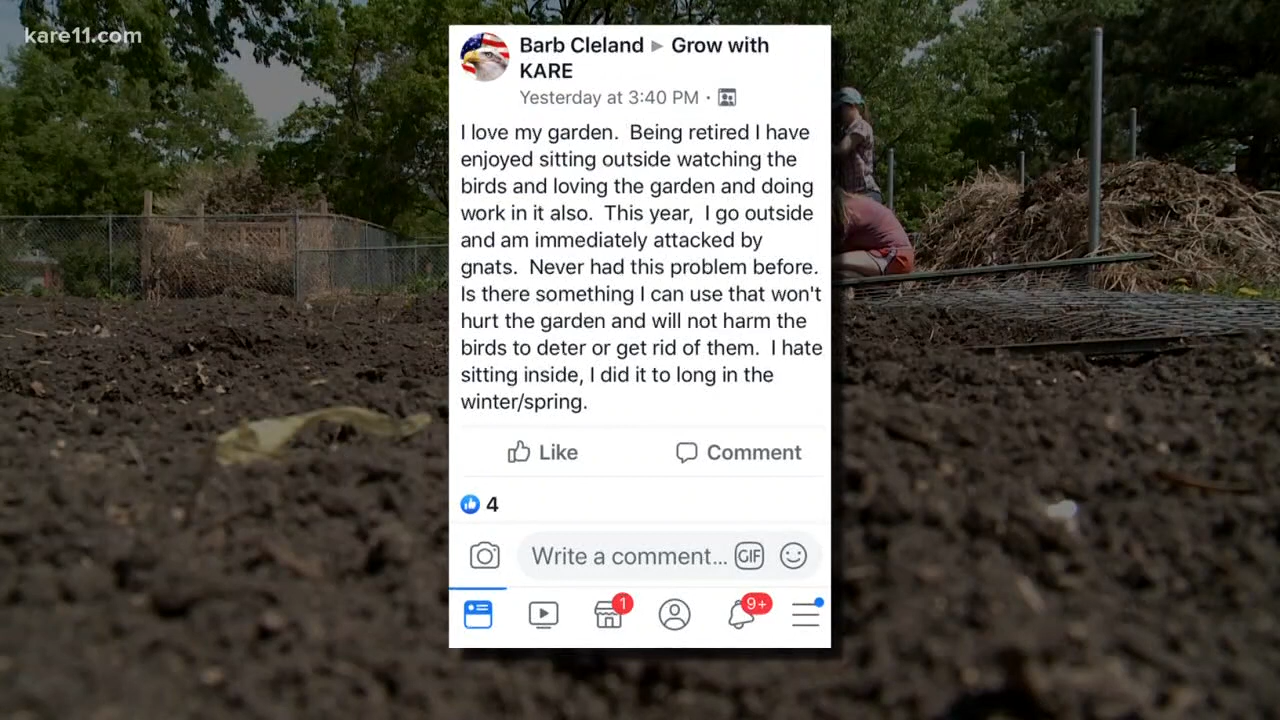 kare11.com
Barb Cleland ▶ Grow with
KARE
Yesterday at 3:40 PM ·
I love my garden.  Being retired I have
enjoyed sitting outside watching the
birds and loving the garden and doing
work in it also.  This year,  I go outside
and am immediately attacked by
gnats.  Never had this problem before.
Is there something I can use that won't
hurt the garden and will not harm the
birds to deter or get rid of them.  I hate
sitting inside, I did it to long in the
winter/spring.
Like
Comment
4
Write a comment...
GIF
1
9+